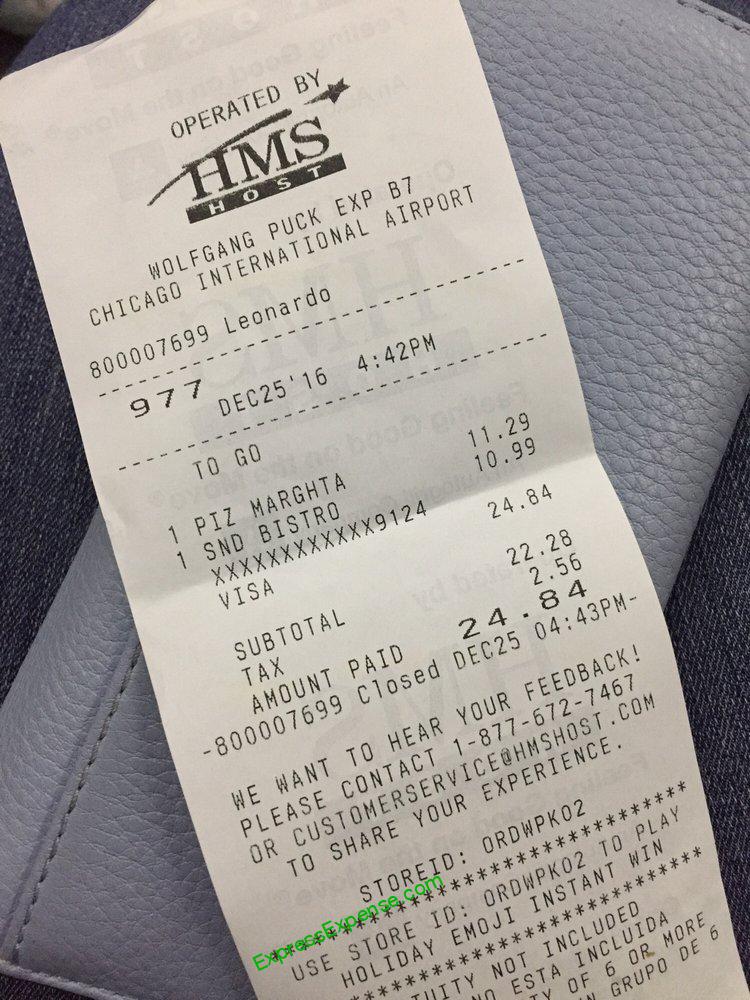 OPERATED BY
HMS
HOST
WOLFGANG PUCK EXP B7
CHICAGO INTERNATIONAL AIRPORT
800007699 Leonardo
977 DEC25'16 4:42PM
TO GO
1 PIZ MARGHTA 11.29
1 SND BISTRO 10.99
XXXXXXXXXXXX9124
VISA 24.84
SUBTOTAL 22.28
TAX 2.56
AMOUNT PAID 24.84
-800007699 Closed DEC25 04:43PM-
WE WANT TO HEAR YOUR FEEDBACK!
PLEASE CONTACT 1-877-672-7467
OR CUSTOMERSERVICE@HMSHOST.COM
TO SHARE YOUR EXPERIENCE.
STOREID: ORDWPK02
********************************
ExpressExpense.com
USE STORE ID: ORDWPK02 TO PLAY
HOLIDAY EMOJI INSTANT WIN
********************************
NOT INCLUDED
NO ESTA INCLUIDA
OF 6 OR MORE
GRUPO DE 6